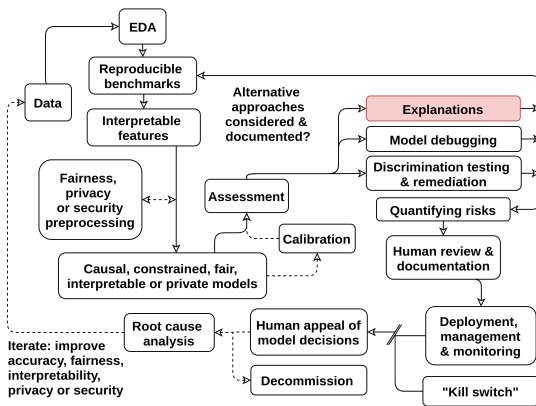 EDA
Reproducible
benchmarks
Data
Alternative
approaches
considered &
documented?
Explanations
Interpretable
features
Model debugging
Fairness,
privacy
or security
preprocessing
Assessment
Discrimination testing
& remediation
Quantifying risks
Calibration
Human review &
documentation
Causal, constrained, fair,
interpretable or private models
Root cause
analysis
Human appeal of
model decisions
Deployment,
management
& monitoring
Iterate: improve
accuracy, fairness,
interpretability,
privacy or security
Decommission
"Kill switch"